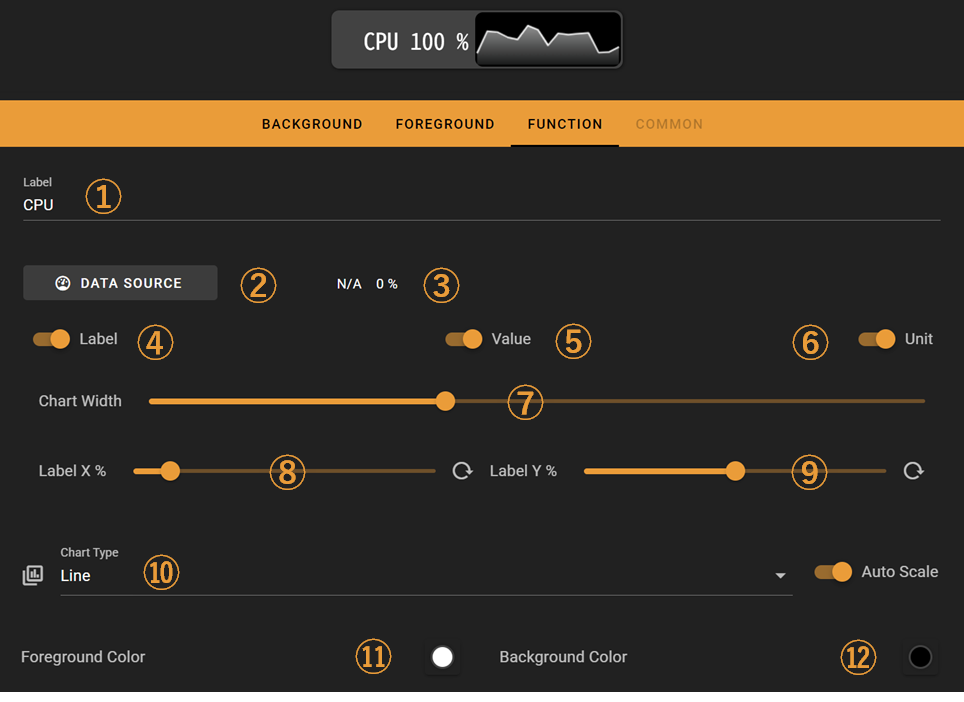 CPU 100 %
BACKGROUND FOREGROUND FUNCTION COMMON
Label
CPU ①
DATA SOURCE ② N/A 0 % ③
Label ④ Value ⑤ ⑥ Unit
Chart Width ⑦
Label X % ⑧ Label Y % ⑨
Chart Type
Line ⑩ Auto Scale
Foreground Color ⑪ Background Color ⑫